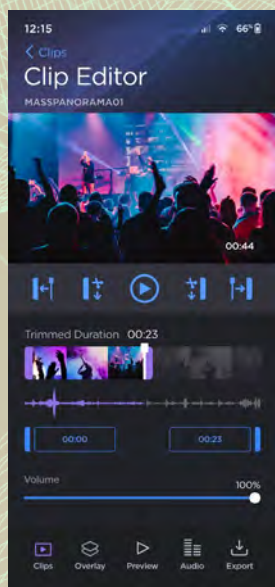 12:15
66%
Clips
Clip Editor
MASSPANORAMA01
00:44
Trimmed Duration 00:23
00:00
00:23
Volume
100%
Clips
Overlay
Preview
Audio
Export